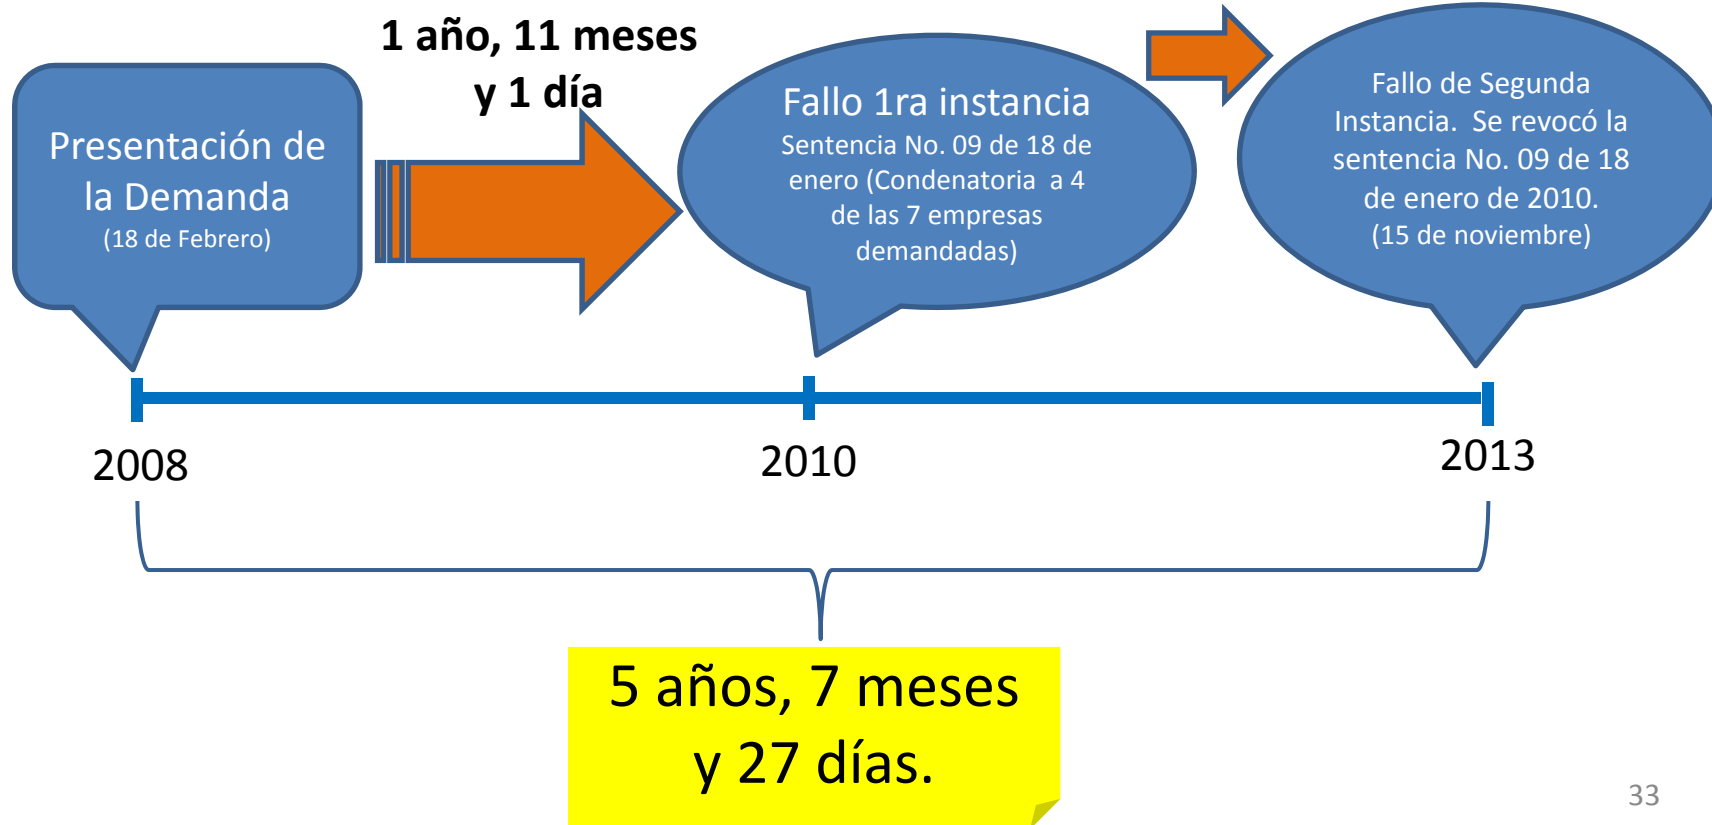 1 año, 11 meses
y 1 día
Presentación de
la Demanda
(18 de Febrero)
Fallo 1ra instancia
Sentencia No. 09 de 18 de
enero (Condenatoria a 4
de las 7 empresas
demandadas)
Fallo de Segunda
Instancia. Se revocó la
sentencia No. 09 de 18
de enero de 2010.
(15 de noviembre)
2008
2010
2013
5 años, 7 meses
y 27 días.
33